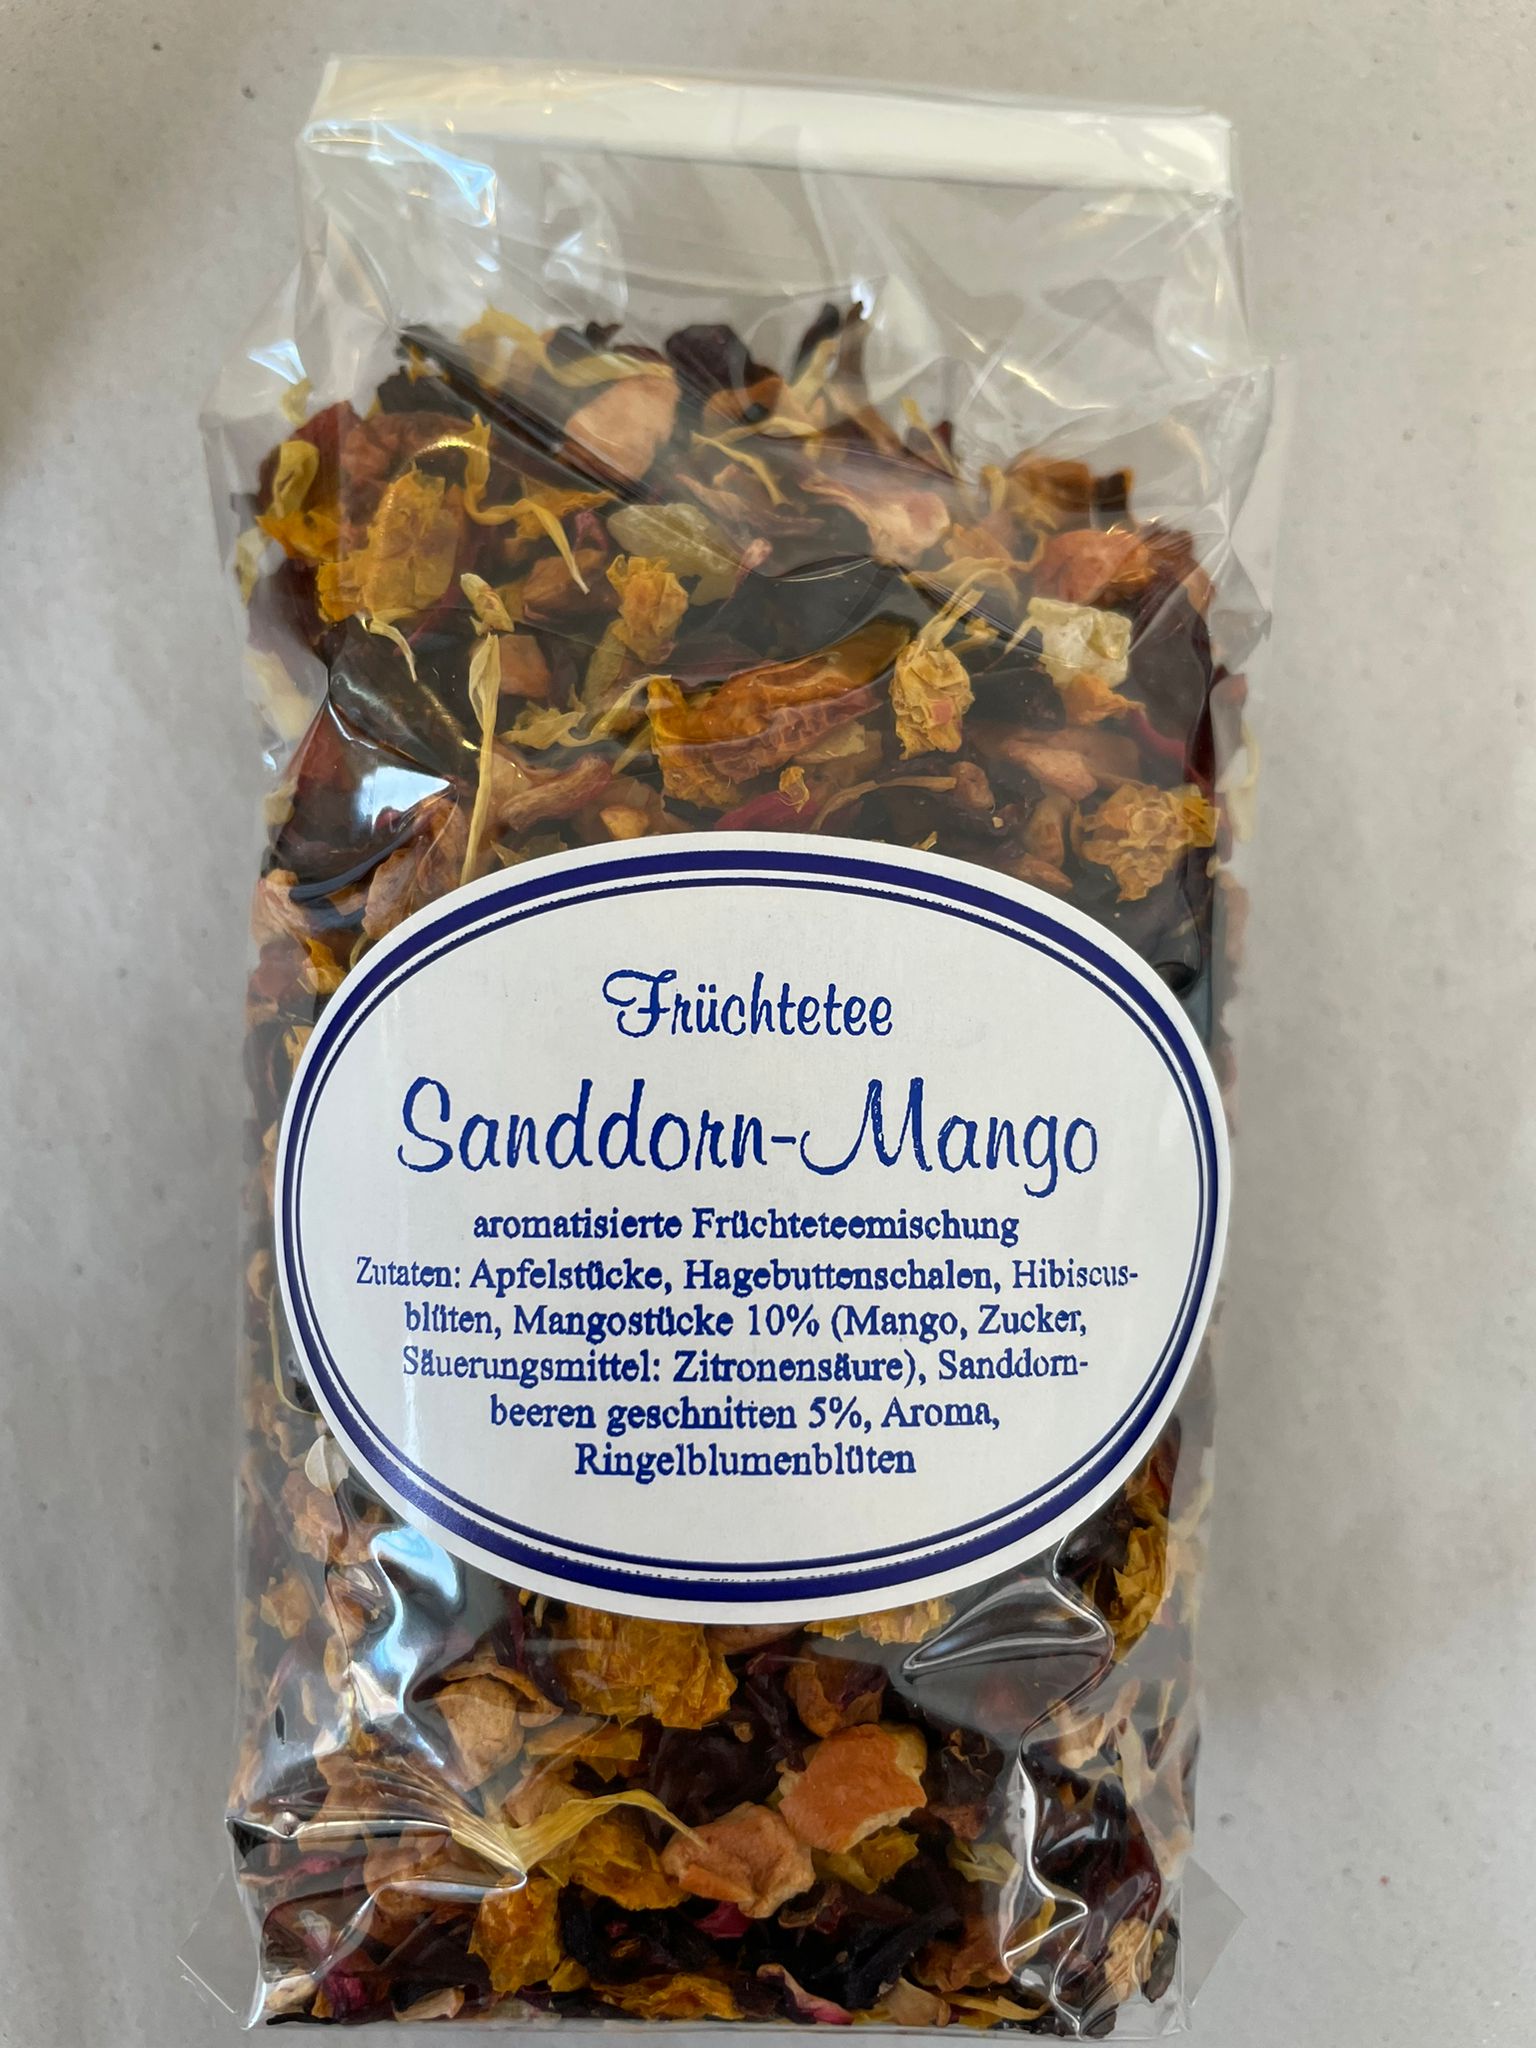 Früchtetee
Sanddorn-Mango
aromatisierte Früchteteemischung
Zutaten: Apfelstücke, Hagebuttenschalen, Hibiscus-
blüten, Mangostücke 10% (Mango, Zucker,
Säuerungsmittel: Zitronensäure), Sanddorn-
beeren geschnitten 5%, Aroma,
Ringelblumenblüten